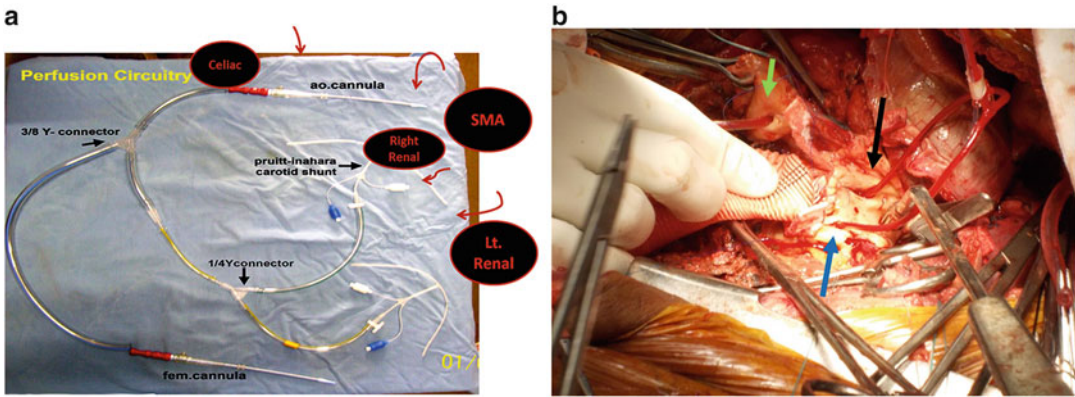 a
b
Perfusion Circuitry
Celiac
ao.cannula
SMA
3/8 Y- connector
Right
Renal
pruitt-inahara
carotid shunt
Lt.
Renal
1/4Yconnector
01/
fem.cannula